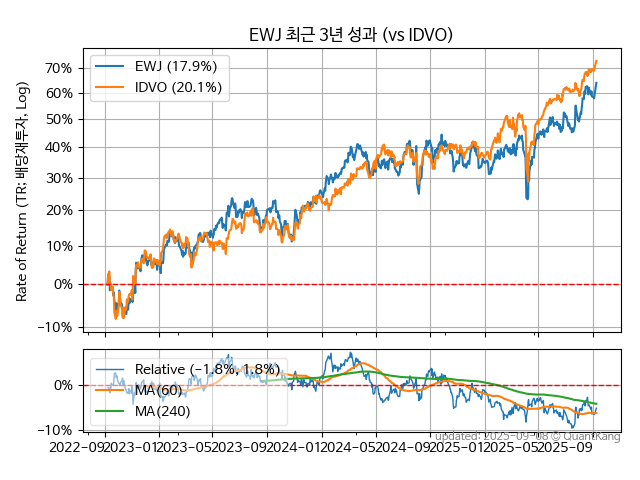 EWJ 최근 3년 성과 (vs IDVO)
EWJ (17.9%)
IDVO (20.1%)
Rate of Return (TR: 배당재투자, Log)
70%
60%
50%
40%
30%
20%
10%
0%
−10%
Relative (−1.8%, 1.8%)
MA(60)
MA(240)
0%
−10%
2022−09 2023−01 2023−05 2023−09 2024−01 2024−05 2024−09 2025−01 2025−05 2025−09
updated: 2025−09−08 © QuantKang